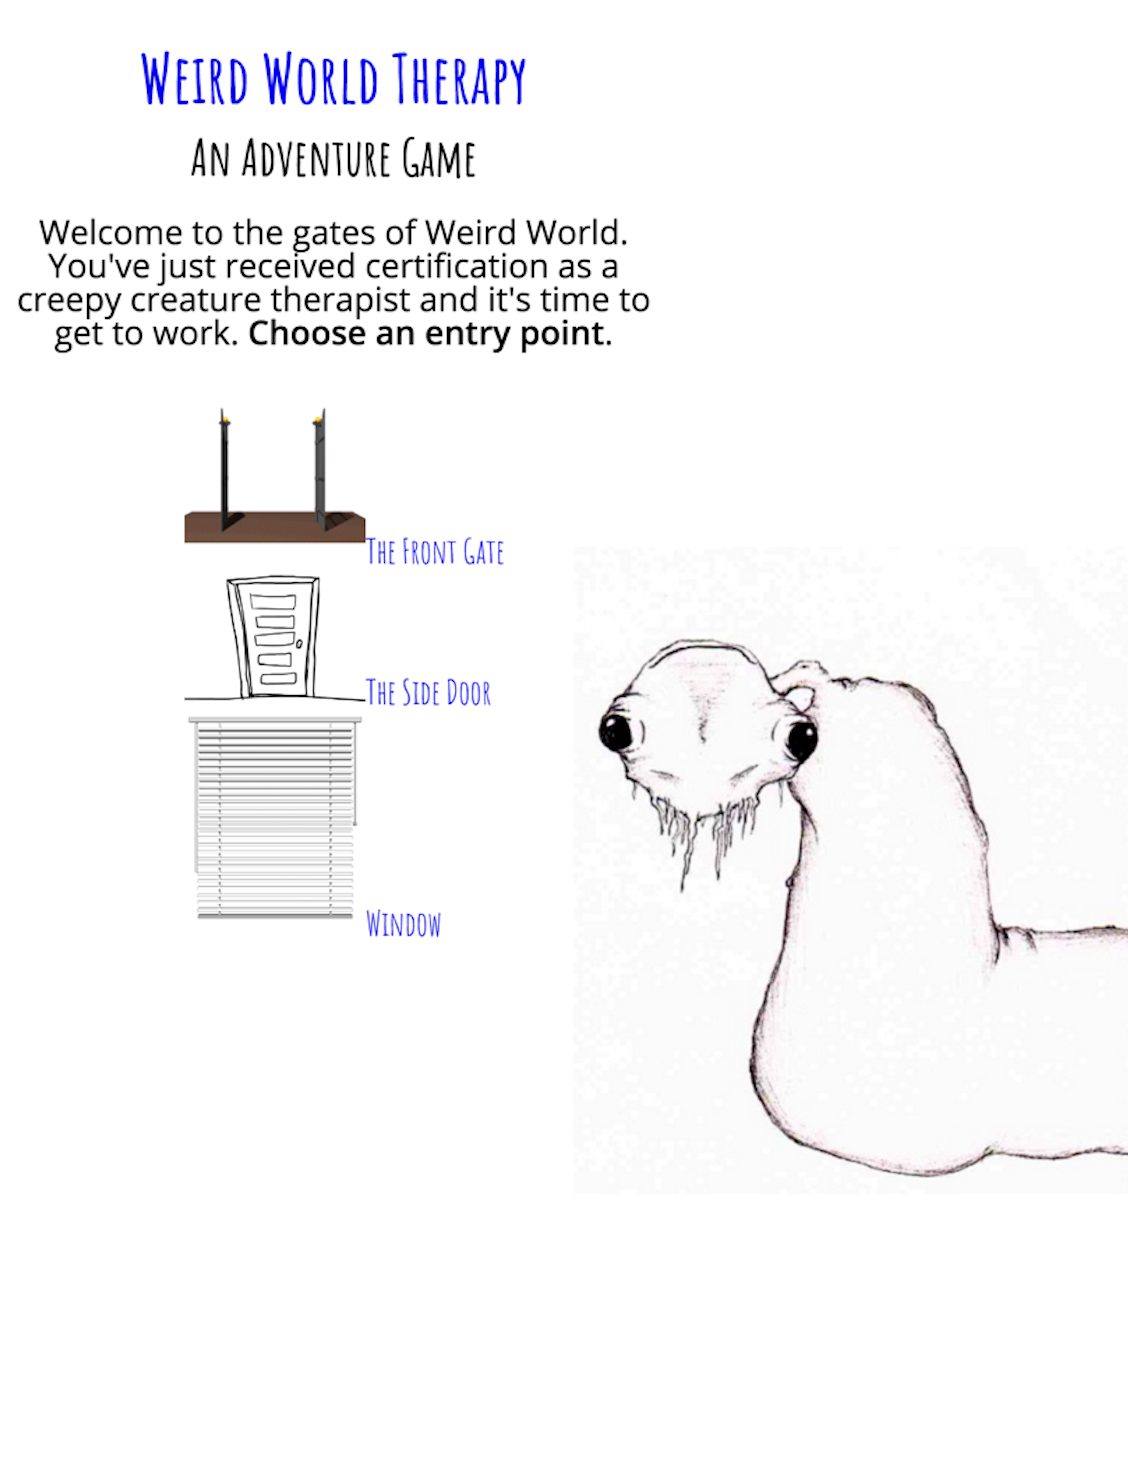 Weird World Therapy
An Adventure Game
Welcome to the gates of Weird World.
You've just received certification as a
creepy creature therapist and it's time to
get to work. Choose an entry point.
The Front Gate
The Side Door
Window